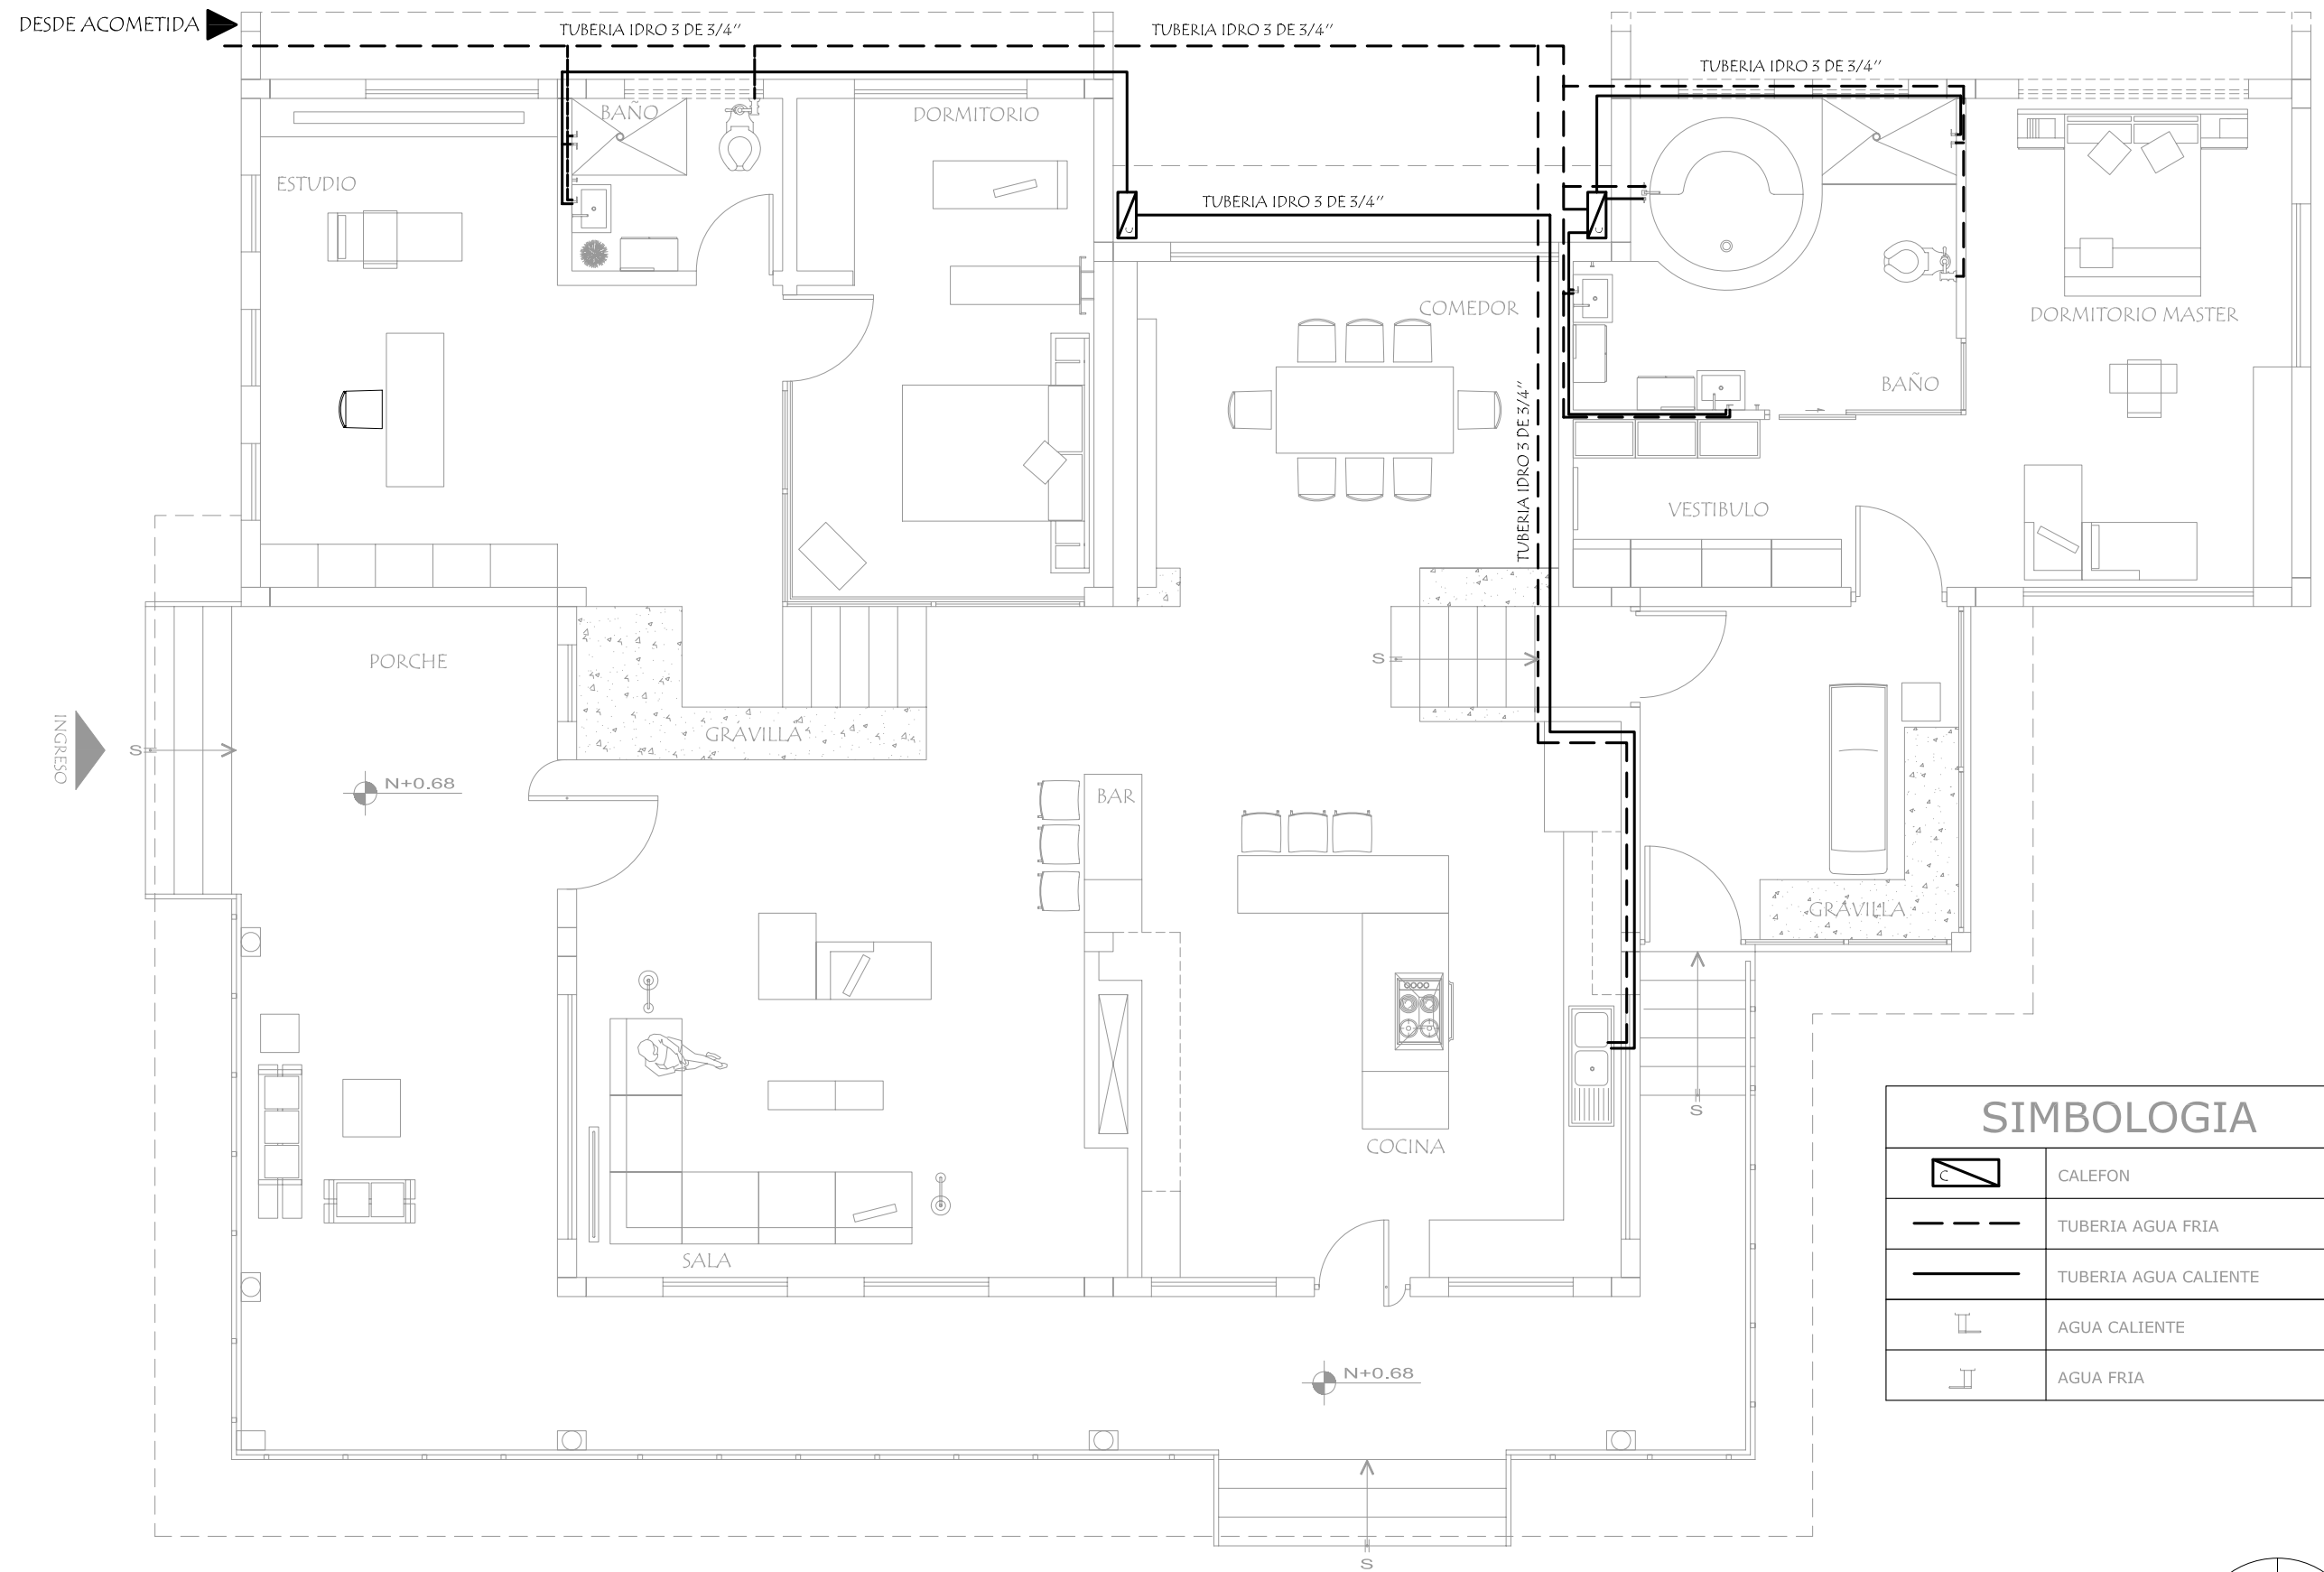 DESDE ACOMETIDA
TUBERIA IDRO 3 DE 3/4"
TUBERIA IDRO 3 DE 3/4"
TUBERIA IDRO 3 DE 3/4"
BAÑO
DORMITORIO
ESTUDIO
TUBERIA IDRO 3 DE 3/4"
C
C
COMEDOR
DORMITORIO MASTER
BAÑO
TUBERIA IDRO 3 DE 3/4"
VESTIBULO
PORCHE
S
INGRESO
S
GRAVILLA
N+0.68
BAR
GRAVILLA
S
COCINA
SALA
N+0.68
S
SIMBOLOGIA
C
CALEFON
TUBERIA AGUA FRIA
TUBERIA AGUA CALIENTE
AGUA CALIENTE
AGUA FRIA